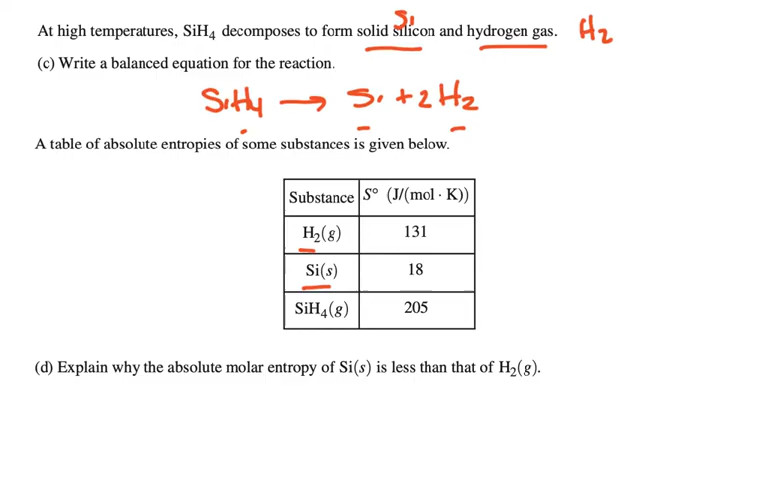 Si
At high temperatures, SiH4 decomposes to form solid silicon and hydrogen gas. H2
(c) Write a balanced equation for the reaction.
SiH4 → Si + 2H2
A table of absolute entropies of some substances is given below.
Substance S° (J/(mol · K))
H2(g) 131
Si(s) 18
SiH4(g) 205
(d) Explain why the absolute molar entropy of Si(s) is less than that of H2(g).